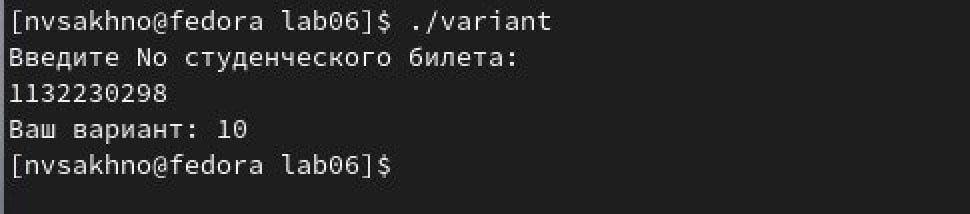 [nvsakhno@fedora lab06]$ ./variant
Введите No студенческого билета:
1132230298
Ваш вариант: 10
[nvsakhno@fedora lab06]$